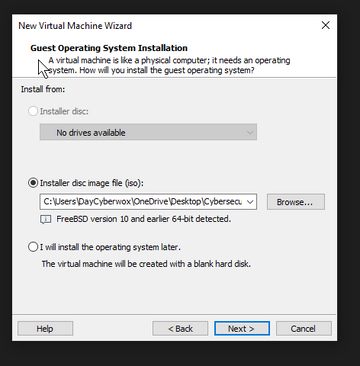 New Virtual Machine Wizard
Guest Operating System Installation
A virtual machine is like a physical computer; it needs an operating
system. How will you install the guest operating system?
Install from:
Installer disc:
No drives available
Installer disc image file (iso):
C:\Users\DayCyberwox\OneDrive\Desktop\Cybersecu
Browse...
FreeBSD version 10 and earlier 64-bit detected.
I will install the operating system later.
The virtual machine will be created with a blank hard disk.
Help
< Back
Next >
Cancel